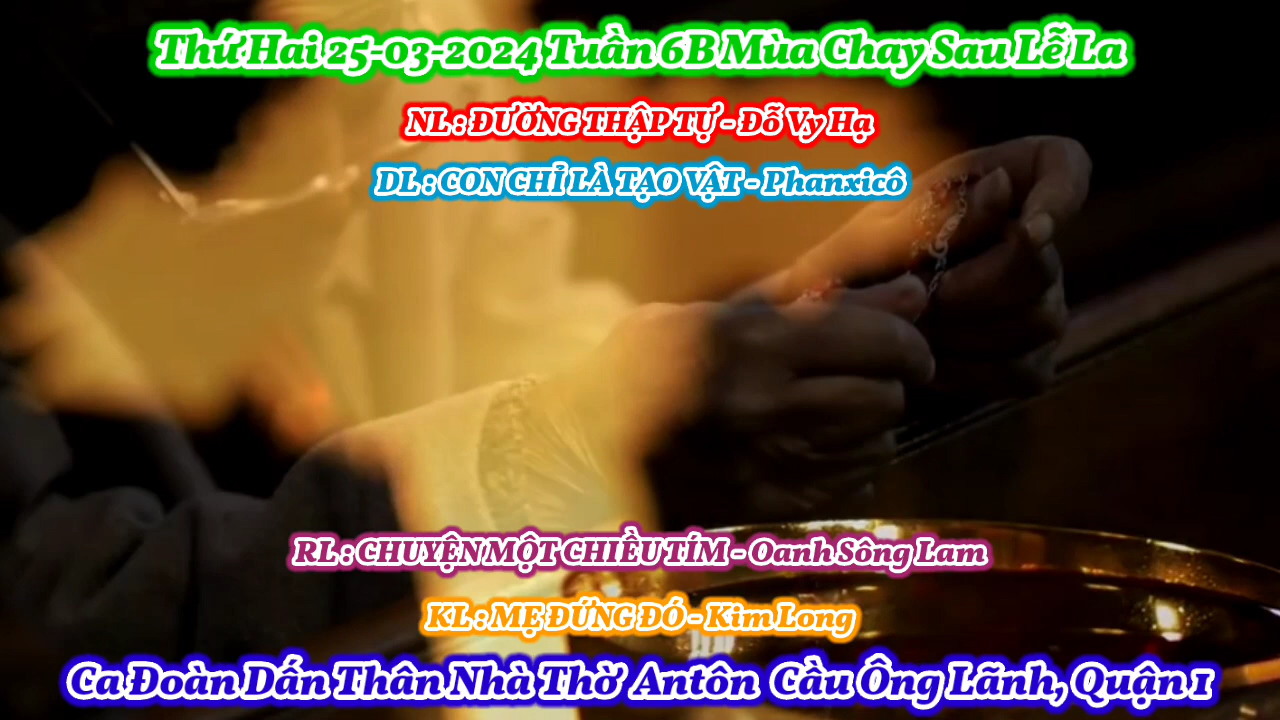 Thứ Hai 25-03-2024 Tuần 6B Mùa Chay Sau Lễ La
NL : ĐƯỜNG THẬP TỰ - Đỗ Vy Hạ
DL : CON CHỈ LÀ TẠO VẬT - Phanxicô
RL : CHUYỆN MỘT CHIỀU TÍM - Oanh Sông Lam
KL : MẸ ĐỨNG ĐÓ - Kim Long
Ca Đoàn Dấn Thân Nhà Thờ Antôn Cầu Ông Lãnh, Quận 1